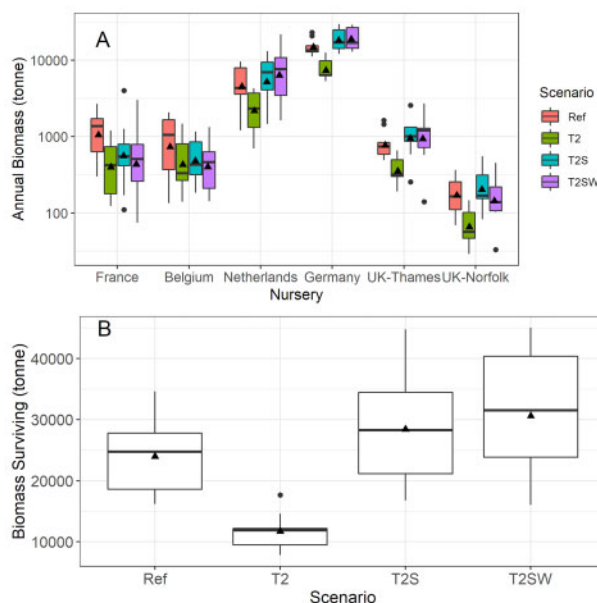 A
Annual Biomass (tonne)
10000
1000
100
France
Belgium
Netherlands
Germany
UK-Thames
UK-Norfolk
Nursery
Scenario
Ref
T2
T2S
T2SW
B
Biomass Surviving (tonne)
40000
30000
20000
10000
Ref
T2
T2S
T2SW
Scenario